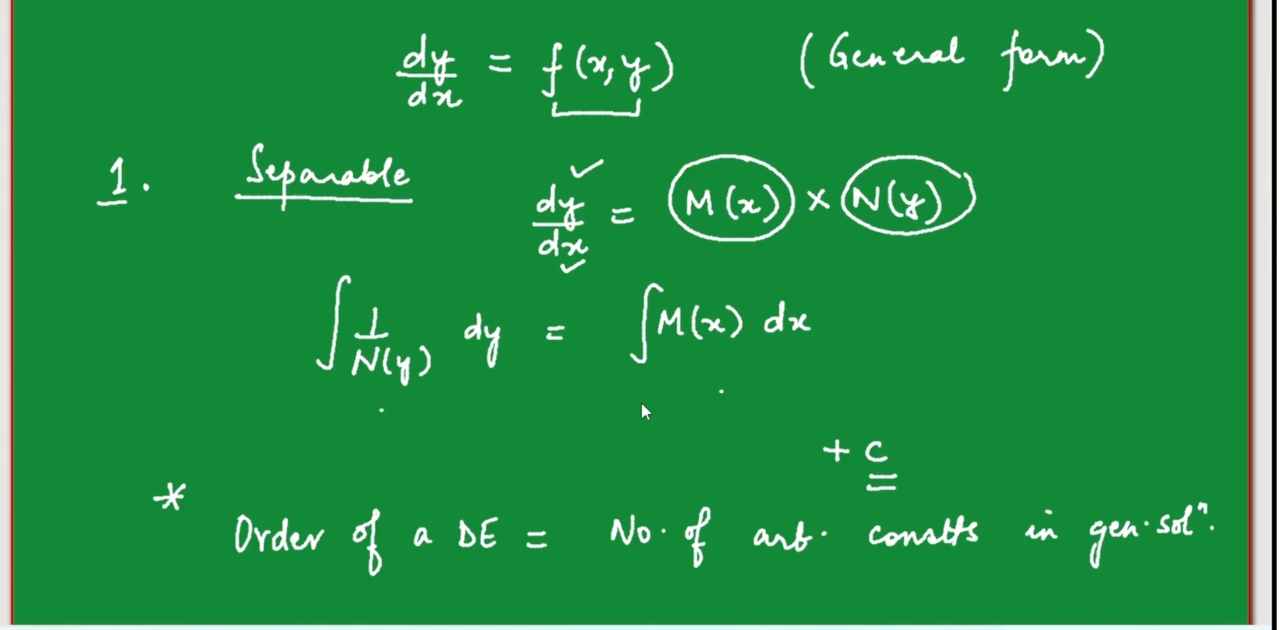 dy/dx = f(x,y) (General form)
1. Separable dy/dx = M(x) × N(y)
∫ 1/N(y) dy = ∫ M(x) dx
+ c
* Order of a DE = No. of arb. constts in gen. solⁿ.